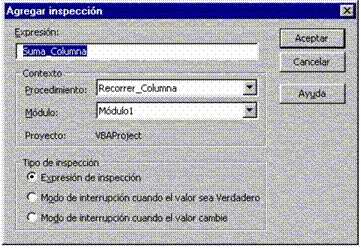 Agregar inspección
Expresión:
Suma_Columna
Aceptar
Cancelar
Contexto
Procedimiento: Recorrer_Columna
Ayuda
Módulo: Módulo1
Proyecto: VBAProject
Tipo de inspección
Expresión de inspección
Modo de interrupción cuando el valor sea Verdadero
Modo de interrupción cuando el valor cambie